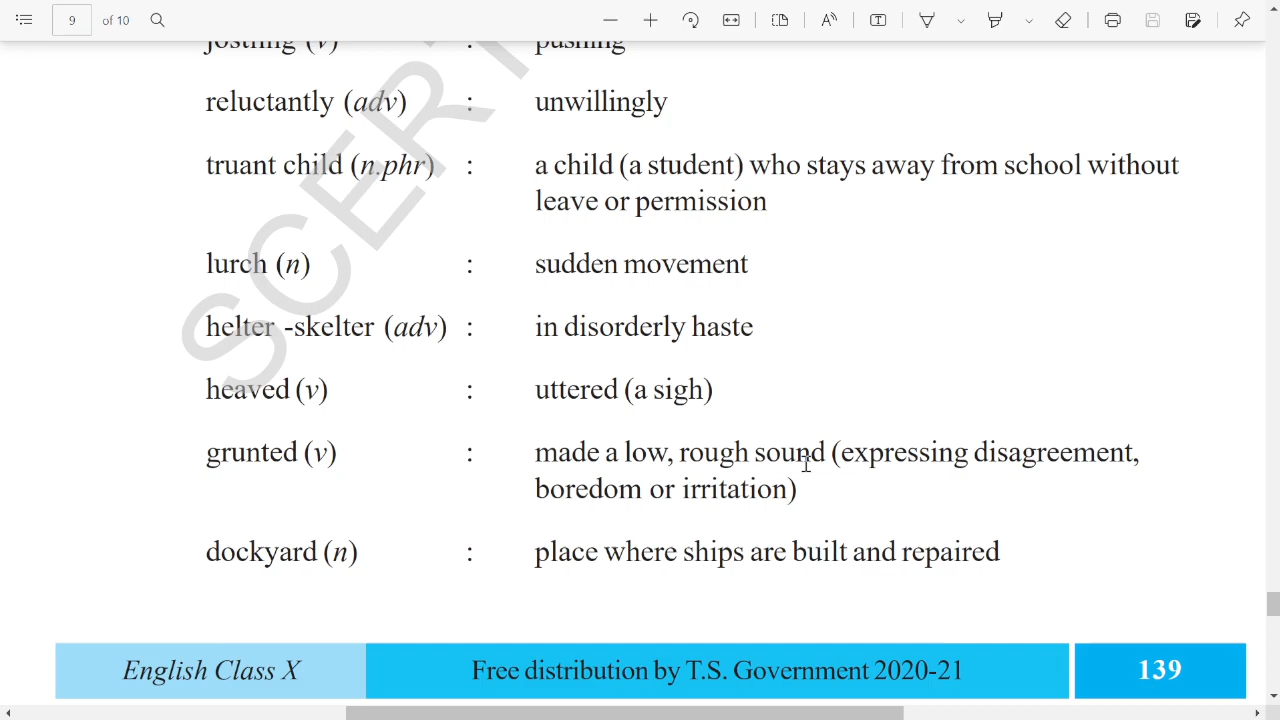 9 of 10
jostling (v) : pushing
reluctantly (adv) : unwillingly
truant child (n.phr) : a child (a student) who stays away from school without
leave or permission
lurch (n) : sudden movement
helter -skelter (adv) : in disorderly haste
heaved (v) : uttered (a sigh)
grunted (v) : made a low, rough sound (expressing disagreement,
boredom or irritation)
dockyard (n) : place where ships are built and repaired
SCERT
English Class X Free distribution by T.S. Government 2020-21 139